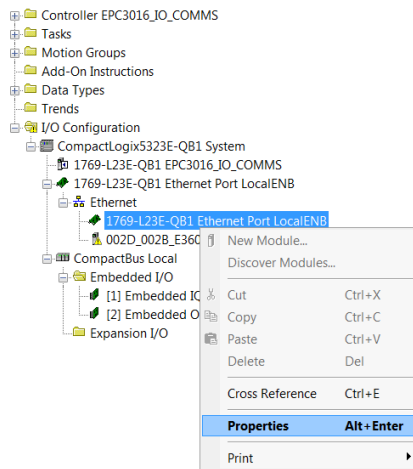 Controller EPC3016_IO_COMMS
Tasks
Motion Groups
Add-On Instructions
Data Types
Trends
I/O Configuration
CompactLogix5323E-QB1 System
1769-L23E-QB1 EPC3016_IO_COMMS
1769-L23E-QB1 Ethernet Port LocalENB
Ethernet
1769-L23E-QB1 Ethernet Port LocalENB
002D_002B_E360
CompactBus Local
Embedded I/O
[1] Embedded IQ
[2] Embedded O
Expansion I/O
New Module...
Discover Modules...
Cut Ctrl+X
Copy Ctrl+C
Paste Ctrl+V
Delete Del
Cross Reference Ctrl+E
Properties Alt+Enter
Print